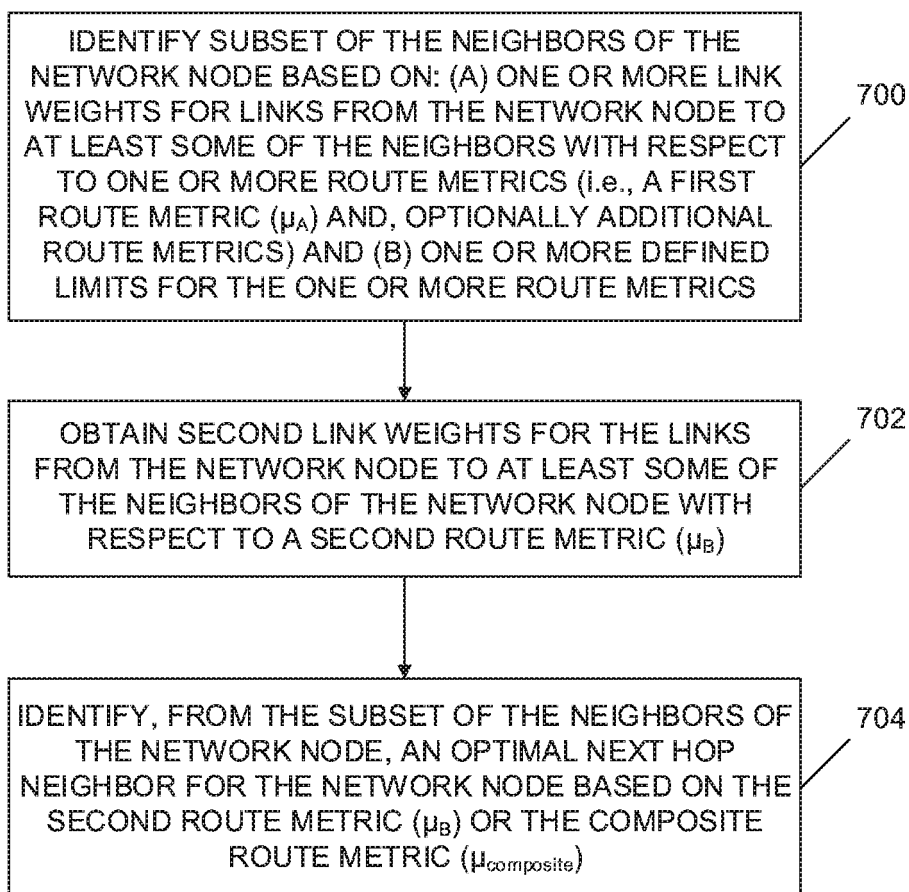 IDENTIFY SUBSET OF THE NEIGHBORS OF THE
NETWORK NODE BASED ON: (A) ONE OR MORE LINK
WEIGHTS FOR LINKS FROM THE NETWORK NODE TO
AT LEAST SOME OF THE NEIGHBORS WITH RESPECT
TO ONE OR MORE ROUTE METRICS (i.e., A FIRST
ROUTE METRIC (μA) AND, OPTIONALLY ADDITIONAL
ROUTE METRICS) AND (B) ONE OR MORE DEFINED
LIMITS FOR THE ONE OR MORE ROUTE METRICS
700
OBTAIN SECOND LINK WEIGHTS FOR THE LINKS
FROM THE NETWORK NODE TO AT LEAST SOME OF
THE NEIGHBORS OF THE NETWORK NODE WITH
RESPECT TO A SECOND ROUTE METRIC (μB)
702
IDENTIFY, FROM THE SUBSET OF THE NEIGHBORS OF
THE NETWORK NODE, AN OPTIMAL NEXT HOP
NEIGHBOR FOR THE NETWORK NODE BASED ON THE
SECOND ROUTE METRIC (μB) OR THE COMPOSITE
ROUTE METRIC (μcomposite)
704